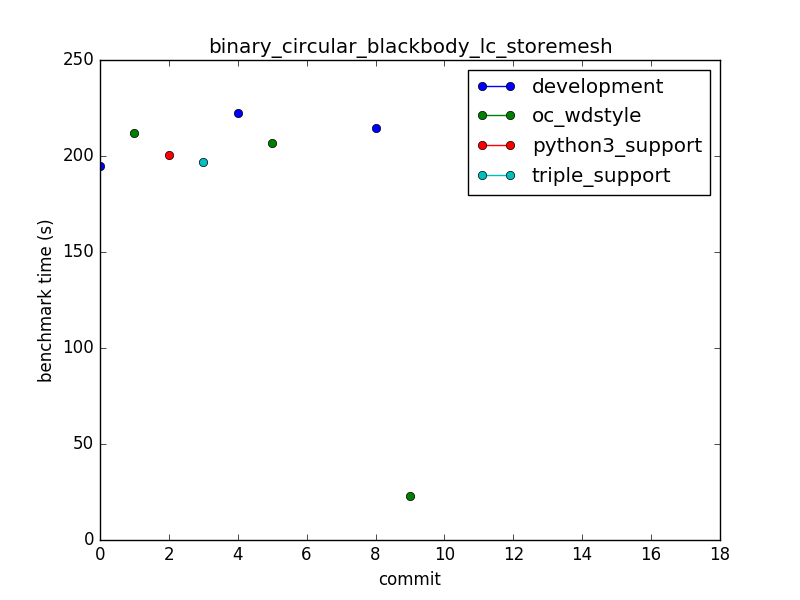 binary_circular_blackbody_lc_storemesh
250
200
150
100
50
0
benchmark time (s)
development
oc_wdstyle
python3_support
triple_support
0 2 4 6 8 10 12 14 16 18
commit